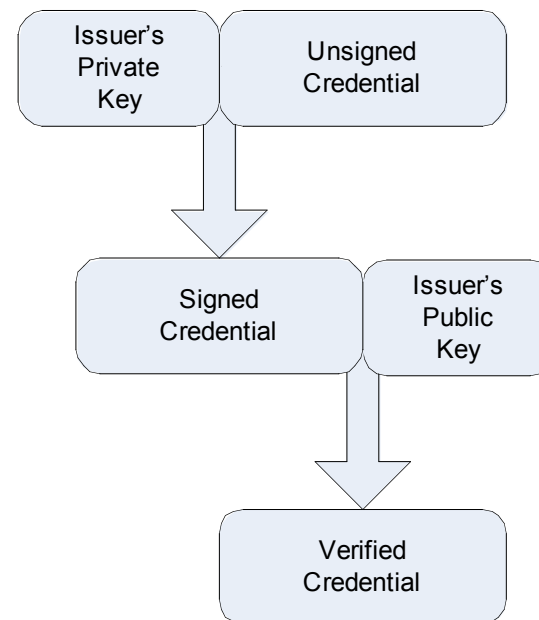 Issuer's
Private
Key
Unsigned
Credential
Signed
Credential
Issuer's
Public
Key
Verified
Credential